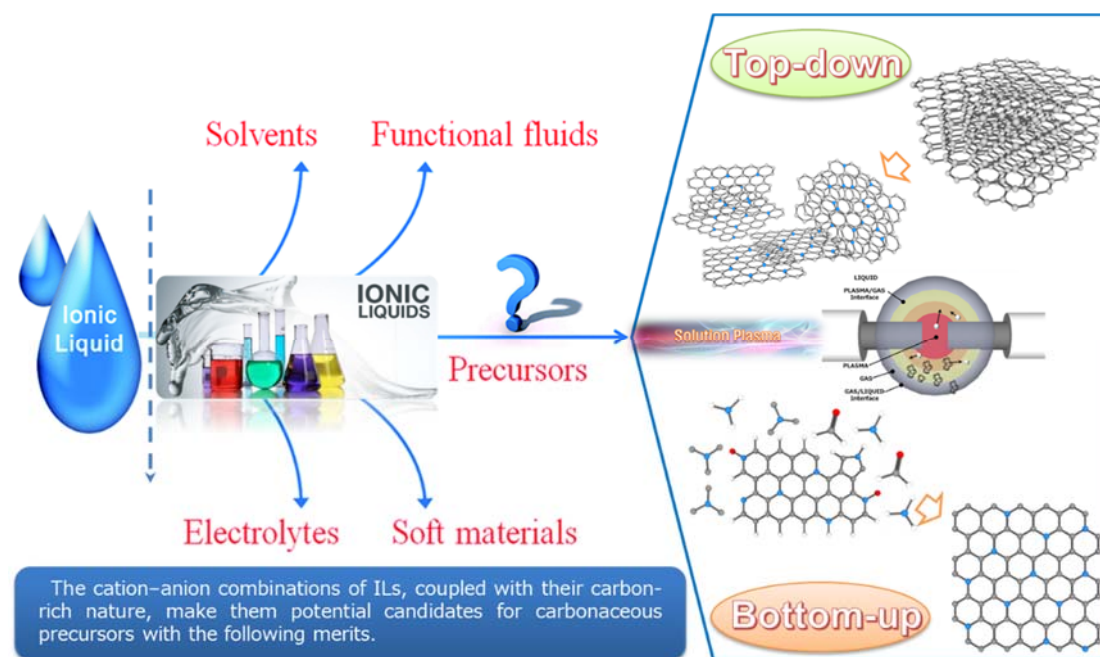 Top-down
Solvents
Functional fluids
Ionic
Liquid
IONIC
LIQUIDS
Precursors
Solution Plasma
LIQUID
PLASMA/GAS
Interface
PLASMA
GAS
GAS/LIQUID
Interface
Electrolytes
Soft materials
The cation–anion combinations of ILs, coupled with their carbon-
rich nature, make them potential candidates for carbonaceous
precursors with the following merits.
Bottom-up